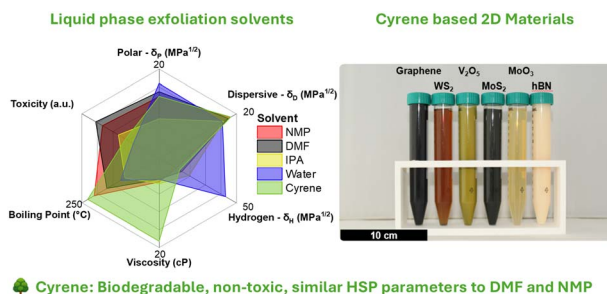 Liquid phase exfoliation solvents
Polar - δP (MPa1/2)
20
Dispersive - δD (MPa1/2)
20
Toxicity (a.u.)
Solvent
NMP
DMF
IPA
Water
Cyrene
250
Boiling Point (°C)
50
Hydrogen - δH (MPa1/2)
20
Viscosity (cP)
Cyrene based 2D Materials
Graphene V2O5 MoO3
WS2 MoS2 hBN
10 cm
Cyrene: Biodegradable, non-toxic, similar HSP parameters to DMF and NMP